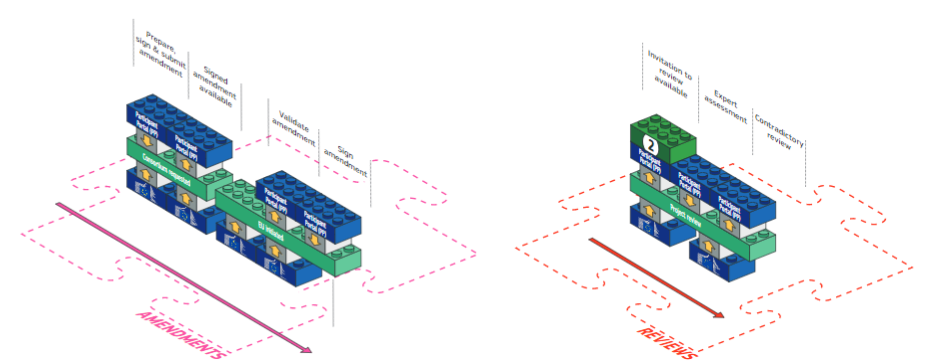 Prepare,
sign & submit
amendment
Signed
amendment
available
Validate
amendment
Sign
amendment
Participant
Portal (PP)
Participant
Portal (PP)
Consortium requested
Participant
Portal (PP)
Participant
Portal (PP)
EU initiated
AMENDMENTS
Invitation to
review
available
Expert
assessment
Contradictory
review
2
Participant
Portal (PP)
Participant
Portal (PP)
Participant
Portal (PP)
Project review
REVIEWS